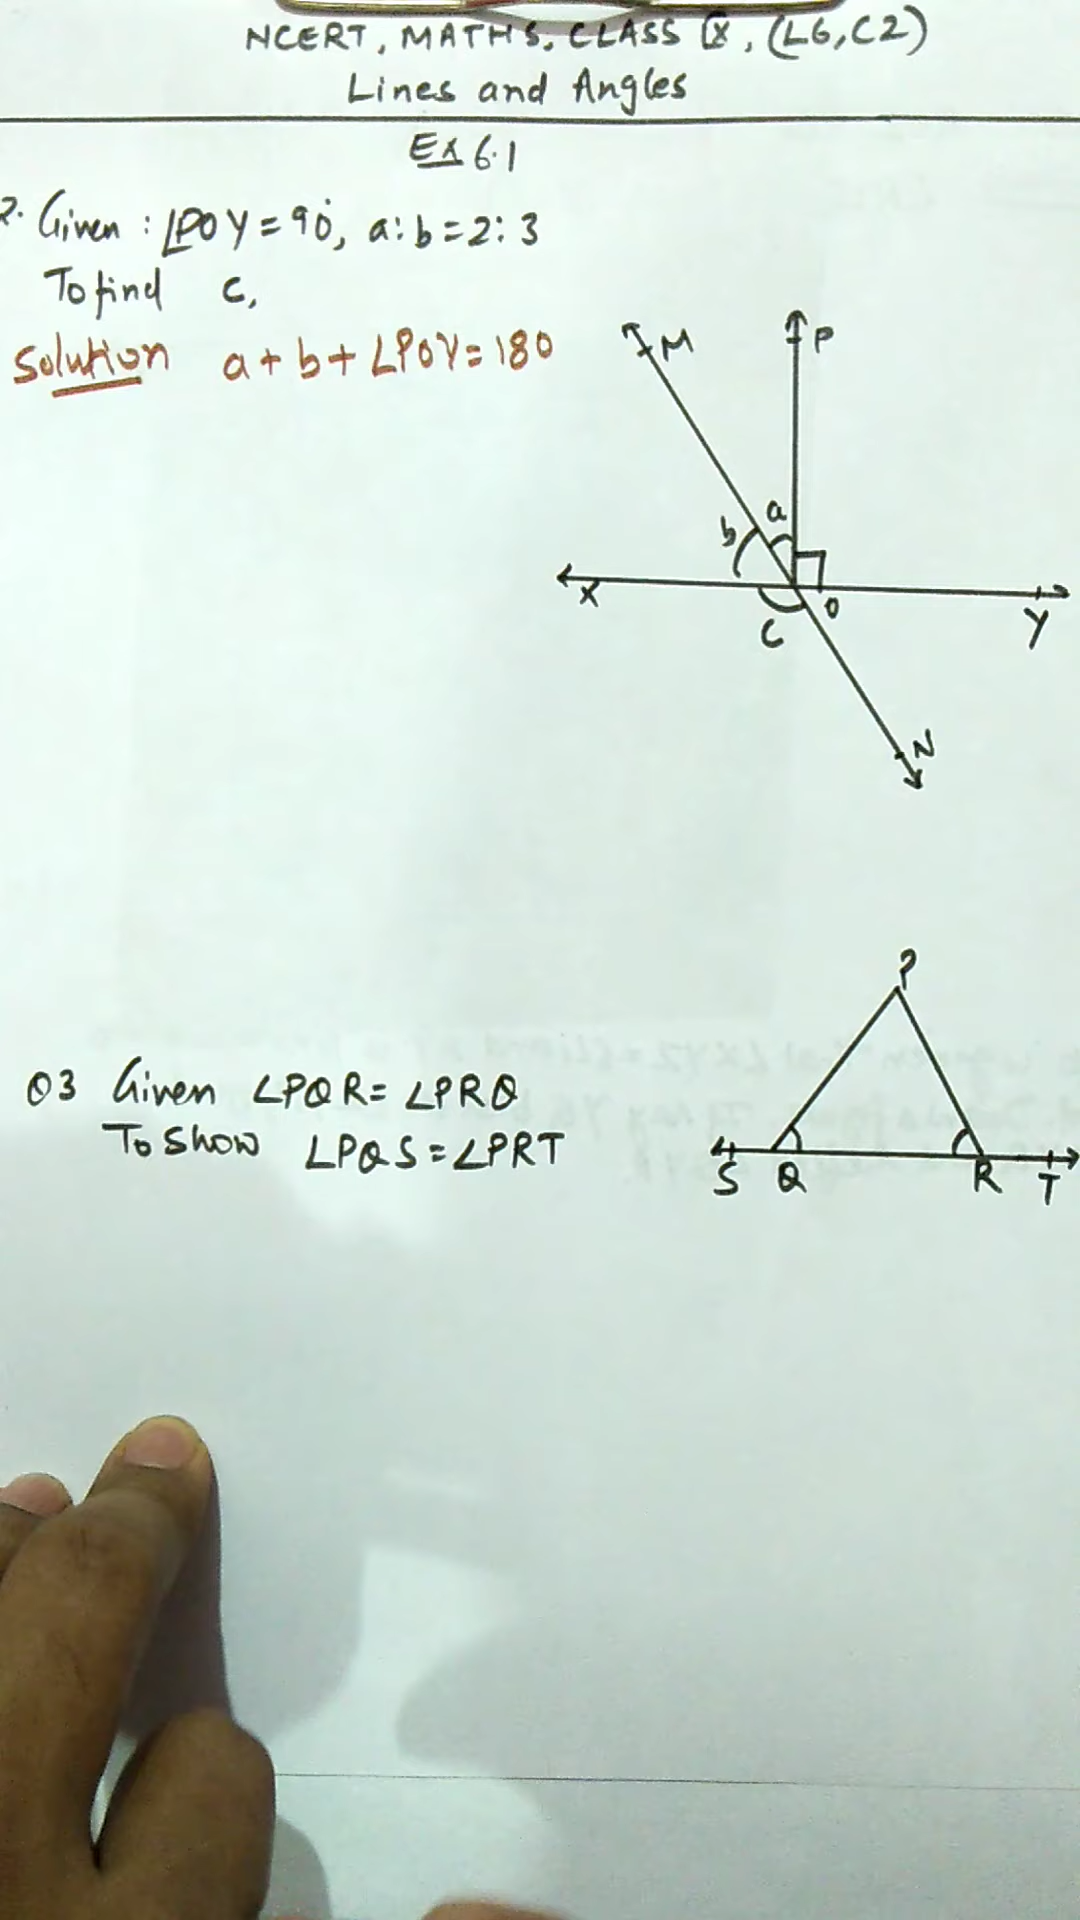 NCERT, MATHS, CLASS IX, (L6, C2)
Lines and Angles
EX 6.1
2. Given : ∠POY = 90°, a:b = 2:3
To find c,
Solution a + b + ∠POY = 180
M
P
a
b
X
O
Y
C
N
P
Q3 Given ∠PQR = ∠PRQ
To Show ∠PQS = ∠PRT
S Q R T